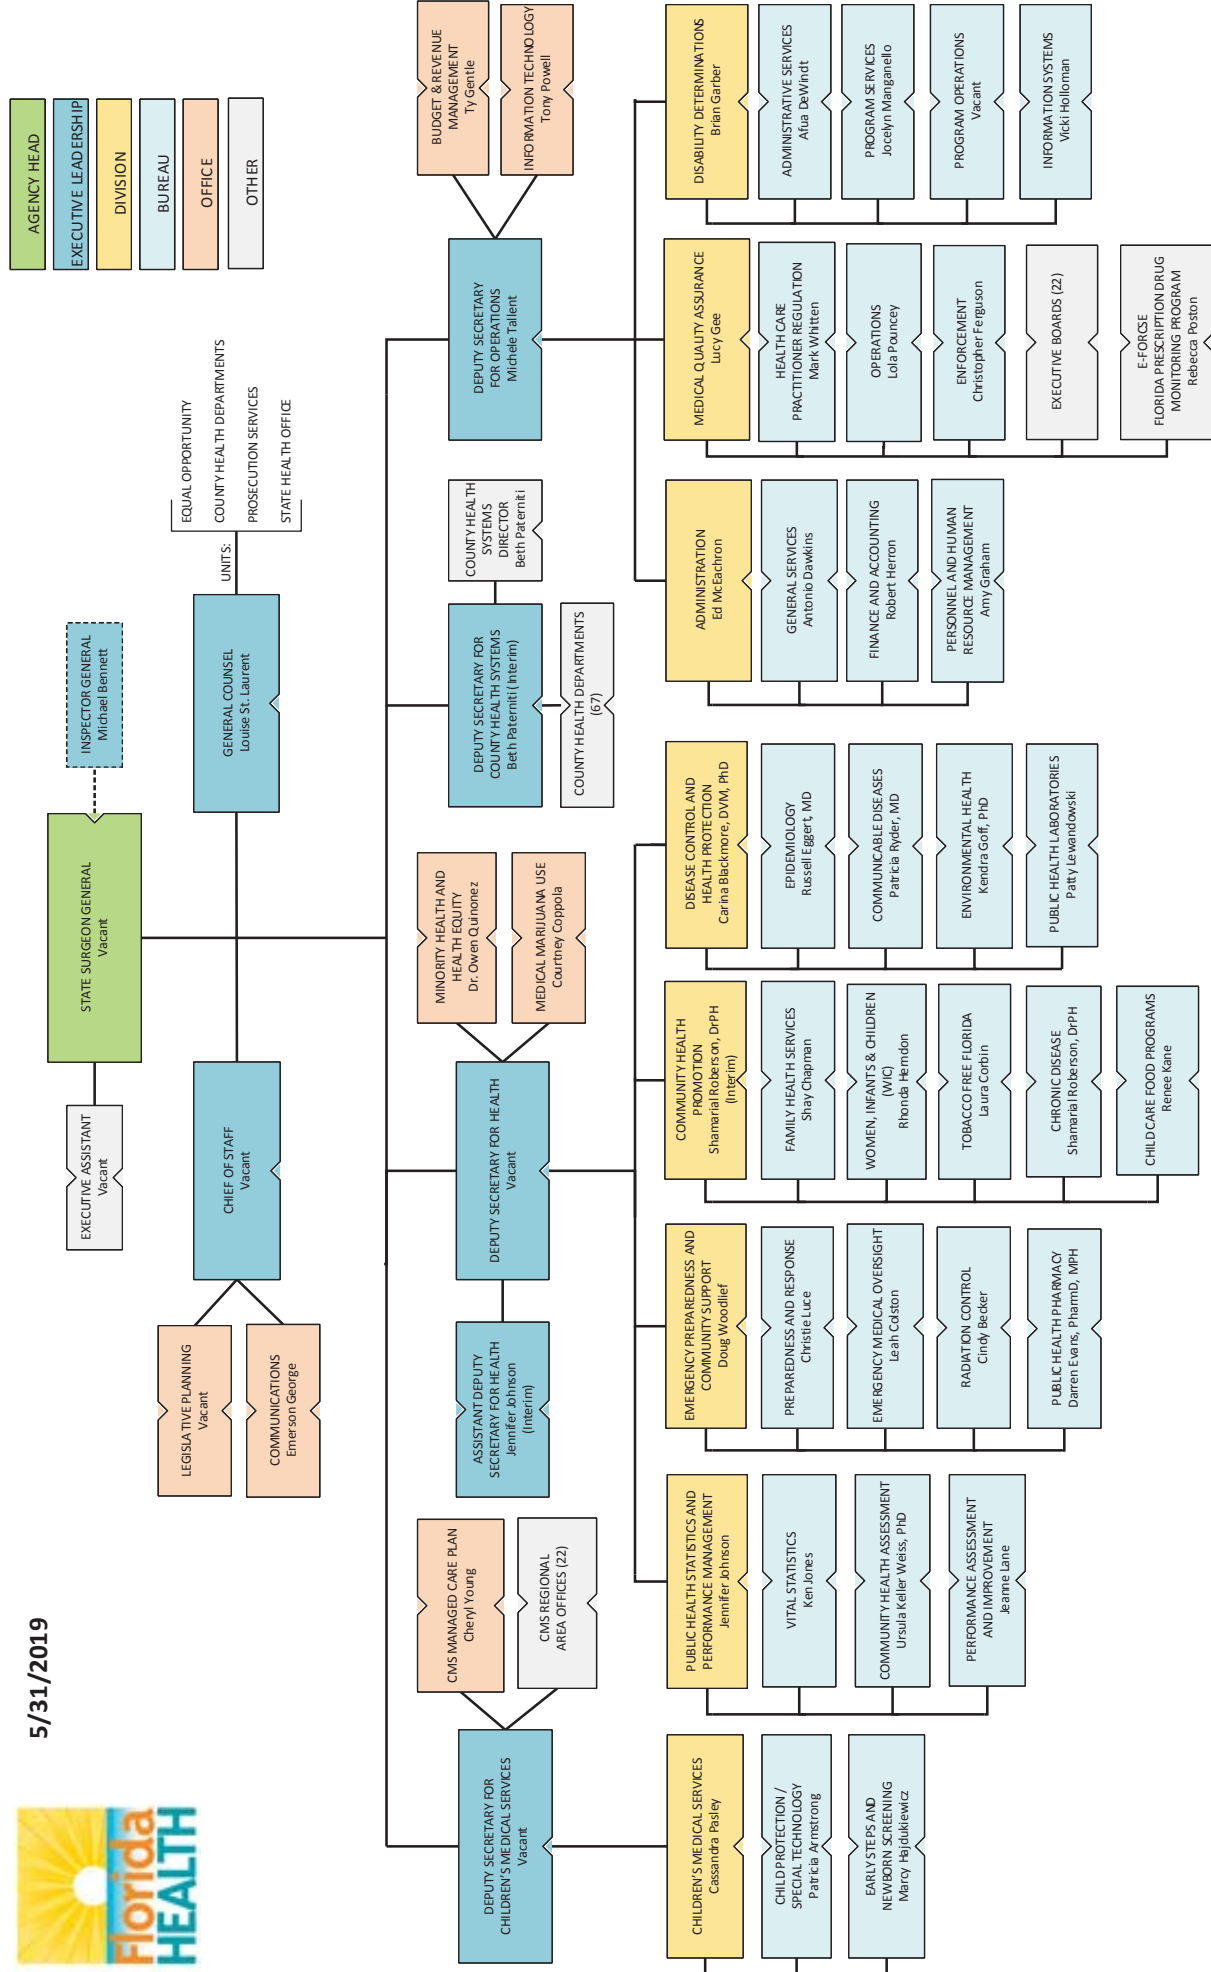 Florida
HEALTH
5/31/2019
AGENCY HEAD
EXECUTIVE LEADERSHIP
DIVISION
BUREAU
OFFICE
OTHER
STATE SURGEON GENERAL
Vacant
INSPECTOR GENERAL
Michael Bennett
EXECUTIVE ASSISTANT
Vacant
CHIEF OF STAFF
Vacant
GENERAL COUNSEL
Louise St. Laurent
UNITS:
EQUAL OPPORTUNITY
COUNTY HEALTH DEPARTMENTS
PROSECUTION SERVICES
STATE HEALTH OFFICE
LEGISLATIVE PLANNING
Vacant
COMMUNICATIONS
Emerson George
CMS MANAGED CARE PLAN
Cheryl Young
CMS REGIONAL
AREA OFFICES (22)
DEPUTY SECRETARY FOR
CHILDREN'S MEDICAL SERVICES
Vacant
ASSISTANT DEPUTY
SECRETARY FOR HEALTH
Jennifer Johnson
(Interim)
DEPUTY SECRETARY FOR HEALTH
Vacant
MINORITY HEALTH AND
HEALTH EQUITY
Dr. Owen Quinonez
MEDICAL MARIJUANA USE
Courtney Coppola
DEPUTY SECRETARY FOR
COUNTY HEALTH SYSTEMS
Beth Paterniti (Interim)
COUNTY HEALTH
SYSTEMS
DIRECTOR
Beth Paterniti
COUNTY HEALTH DEPARTMENTS
(67)
DEPUTY SECRETARY
FOR OPERATIONS
Michele Tallent
BUDGET & REVENUE
MANAGEMENT
Ty Gentle
INFORMATION TECHNOLOGY
Tony Powell
CHILDREN'S MEDICAL SERVICES
Cassandra Pasley
CHILD PROTECTION /
SPECIAL TECHNOLOGY
Patricia Armstrong
EARLY STEPS AND
NEWBORN SCREENING
Marcy Hajdukiewicz
PUBLIC HEALTH STATISTICS AND
PERFORMANCE MANAGEMENT
Jennifer Johnson
VITAL STATISTICS
Ken Jones
COMMUNITY HEALTH ASSESSMENT
Ursula Keller Weiss, PhD
PERFORMANCE ASSESSMENT
AND IMPROVEMENT
Jeanne Lane
EMERGENCY PREPAREDNESS AND
COMMUNITY SUPPORT
Doug Woodlief
PREPAREDNESS AND RESPONSE
Christie Luce
EMERGENCY MEDICAL OVERSIGHT
Leah Colston
RADIATION CONTROL
Cindy Becker
PUBLIC HEALTH PHARMACY
Darren Evans, PharmD, MPH
COMMUNITY HEALTH
PROMOTION
Shamarial Roberson, DrPH
(Interim)
FAMILY HEALTH SERVICES
Shay Chapman
WOMEN, INFANTS & CHILDREN
(WIC)
Rhonda Herndon
TOBACCO FREE FLORIDA
Laura Corbin
CHRONIC DISEASE
Shamarial Roberson, DrPH
CHILD CARE FOOD PROGRAMS
Renee Kane
DISEASE CONTROL AND
HEALTH PROTECTION
Carina Blackmore, DVM, PhD
EPIDEMIOLOGY
Russell Eggert, MD
COMMUNICABLE DISEASES
Patricia Ryder, MD
ENVIRONMENTAL HEALTH
Kendra Goff, PhD
PUBLIC HEALTH LABORATORIES
Patty Lewandowski
ADMINISTRATION
Ed McEachron
GENERAL SERVICES
Antonio Dawkins
FINANCE AND ACCOUNTING
Robert Herron
PERSONNEL AND HUMAN
RESOURCE MANAGEMENT
Amy Graham
MEDICAL QUALITY ASSURANCE
Lucy Gee
HEALTH CARE
PRACTITIONER REGULATION
Mark Whitten
OPERATIONS
Lola Pouncey
ENFORCEMENT
Christopher Ferguson
EXECUTIVE BOARDS (22)
E-FORCSE
FLORIDA PRESCRIPTION DRUG
MONITORING PROGRAM
Rebecca Poston
DISABILITY DETERMINATIONS
Brian Garber
ADMINISTRATIVE SERVICES
Afua DeWindt
PROGRAM SERVICES
Jocelyn Manganello
PROGRAM OPERATIONS
Vacant
INFORMATION SYSTEMS
Vicki Holloman